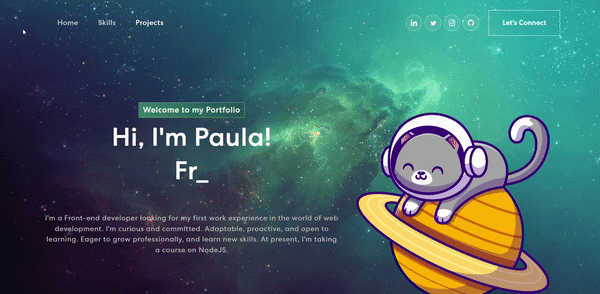 Home Skills Projects Let's Connect
Welcome to my Portfolio
Hi, I'm Paula!
Fr_
I'm a Front-end developer looking for my first work experience in the world of web
development. I'm curious and committed. Adaptable, proactive, and open to
learning. Eager to grow professionally, and learn new skills. At present, I'm taking
a course on NodeJS.